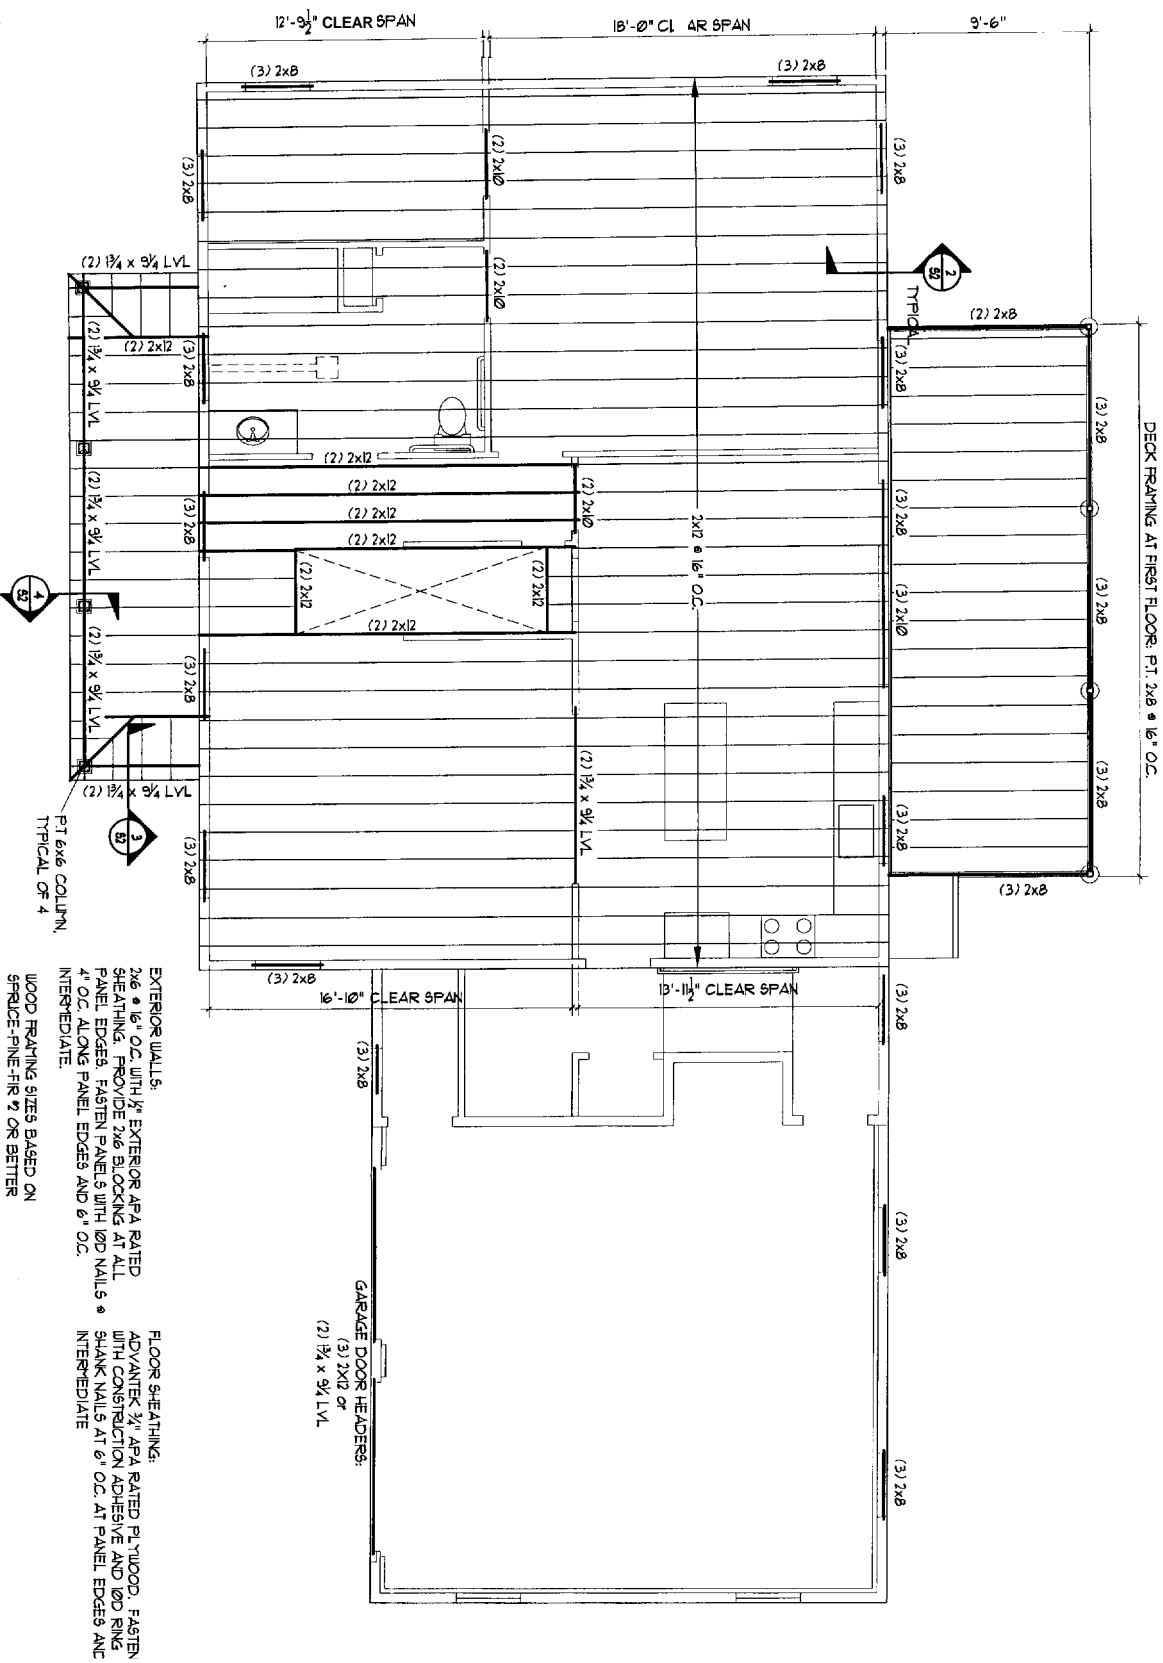 12'-9½" CLEAR SPAN
18'-0" CL AR SPAN
9'-6"
(3) 2x8
(3) 2x8
(3) 2x8
(2) 2x10
(3) 2x8
(2) 1¾ x 9¼ LVL
(2) 2x10
2
S2
TYPICAL
(2) 2x8
(2) 2x12
(3) 2x8
(3) 2x8
(2) 1¾ x 9¼ LVL
(3) 2x8
DECK FRAMING AT FIRST FLOOR: P.T. 2x8 @ 16" O.C.
(2) 2x12
(2) 2x12
(2) 2x12
(2) 2x12
(2) 2x10
(3) 2x8
(2) 1¾ x 9¼ LVL
2x12 @ 16" O.C.
(3) 2x8
(2) 2x12
(2) 2x12
(2) 2x12
(3) 2x10
(3) 2x8
4
S2
(2) 1¾ x 9¼ LVL
(3) 2x8
(2) 1¾ x 9¼ LVL
(2) 1¾ x 9¼ LVL
(3) 2x8
(3) 2x8
3
S2
(3) 2x8
(3) 2x8
P.T 6x6 COLUMN,
TYPICAL OF 4
(3) 2x8
16'-10" CLEAR SPAN
13'-11½" CLEAR SPAN
(3) 2x8
(3) 2x8
(3) 2x8
(3) 2x8
GARAGE DOOR HEADERS:
(3) 2X12 or
(2) 1¾ x 9¼ LVL
EXTERIOR WALLS:
2x6 @ 16" O.C. WITH ½" EXTERIOR APA RATED
SHEATHING. PROVIDE 2x6 BLOCKING AT ALL
PANEL EDGES. FASTEN PANELS WITH 10D NAILS @
4" O.C. ALONG PANEL EDGES AND 6" O.C.
INTERMEDIATE.
FLOOR SHEATHING:
ADVANTEK ¾" APA RATED PLYWOOD. FASTEN
WITH CONSTRUCTION ADHESIVE AND 10D RING
SHANK NAILS AT 6" O.C. AT PANEL EDGES AND
INTERMEDIATE
WOOD FRAMING SIZES BASED ON
SPRUCE-PINE-FIR #2 OR BETTER